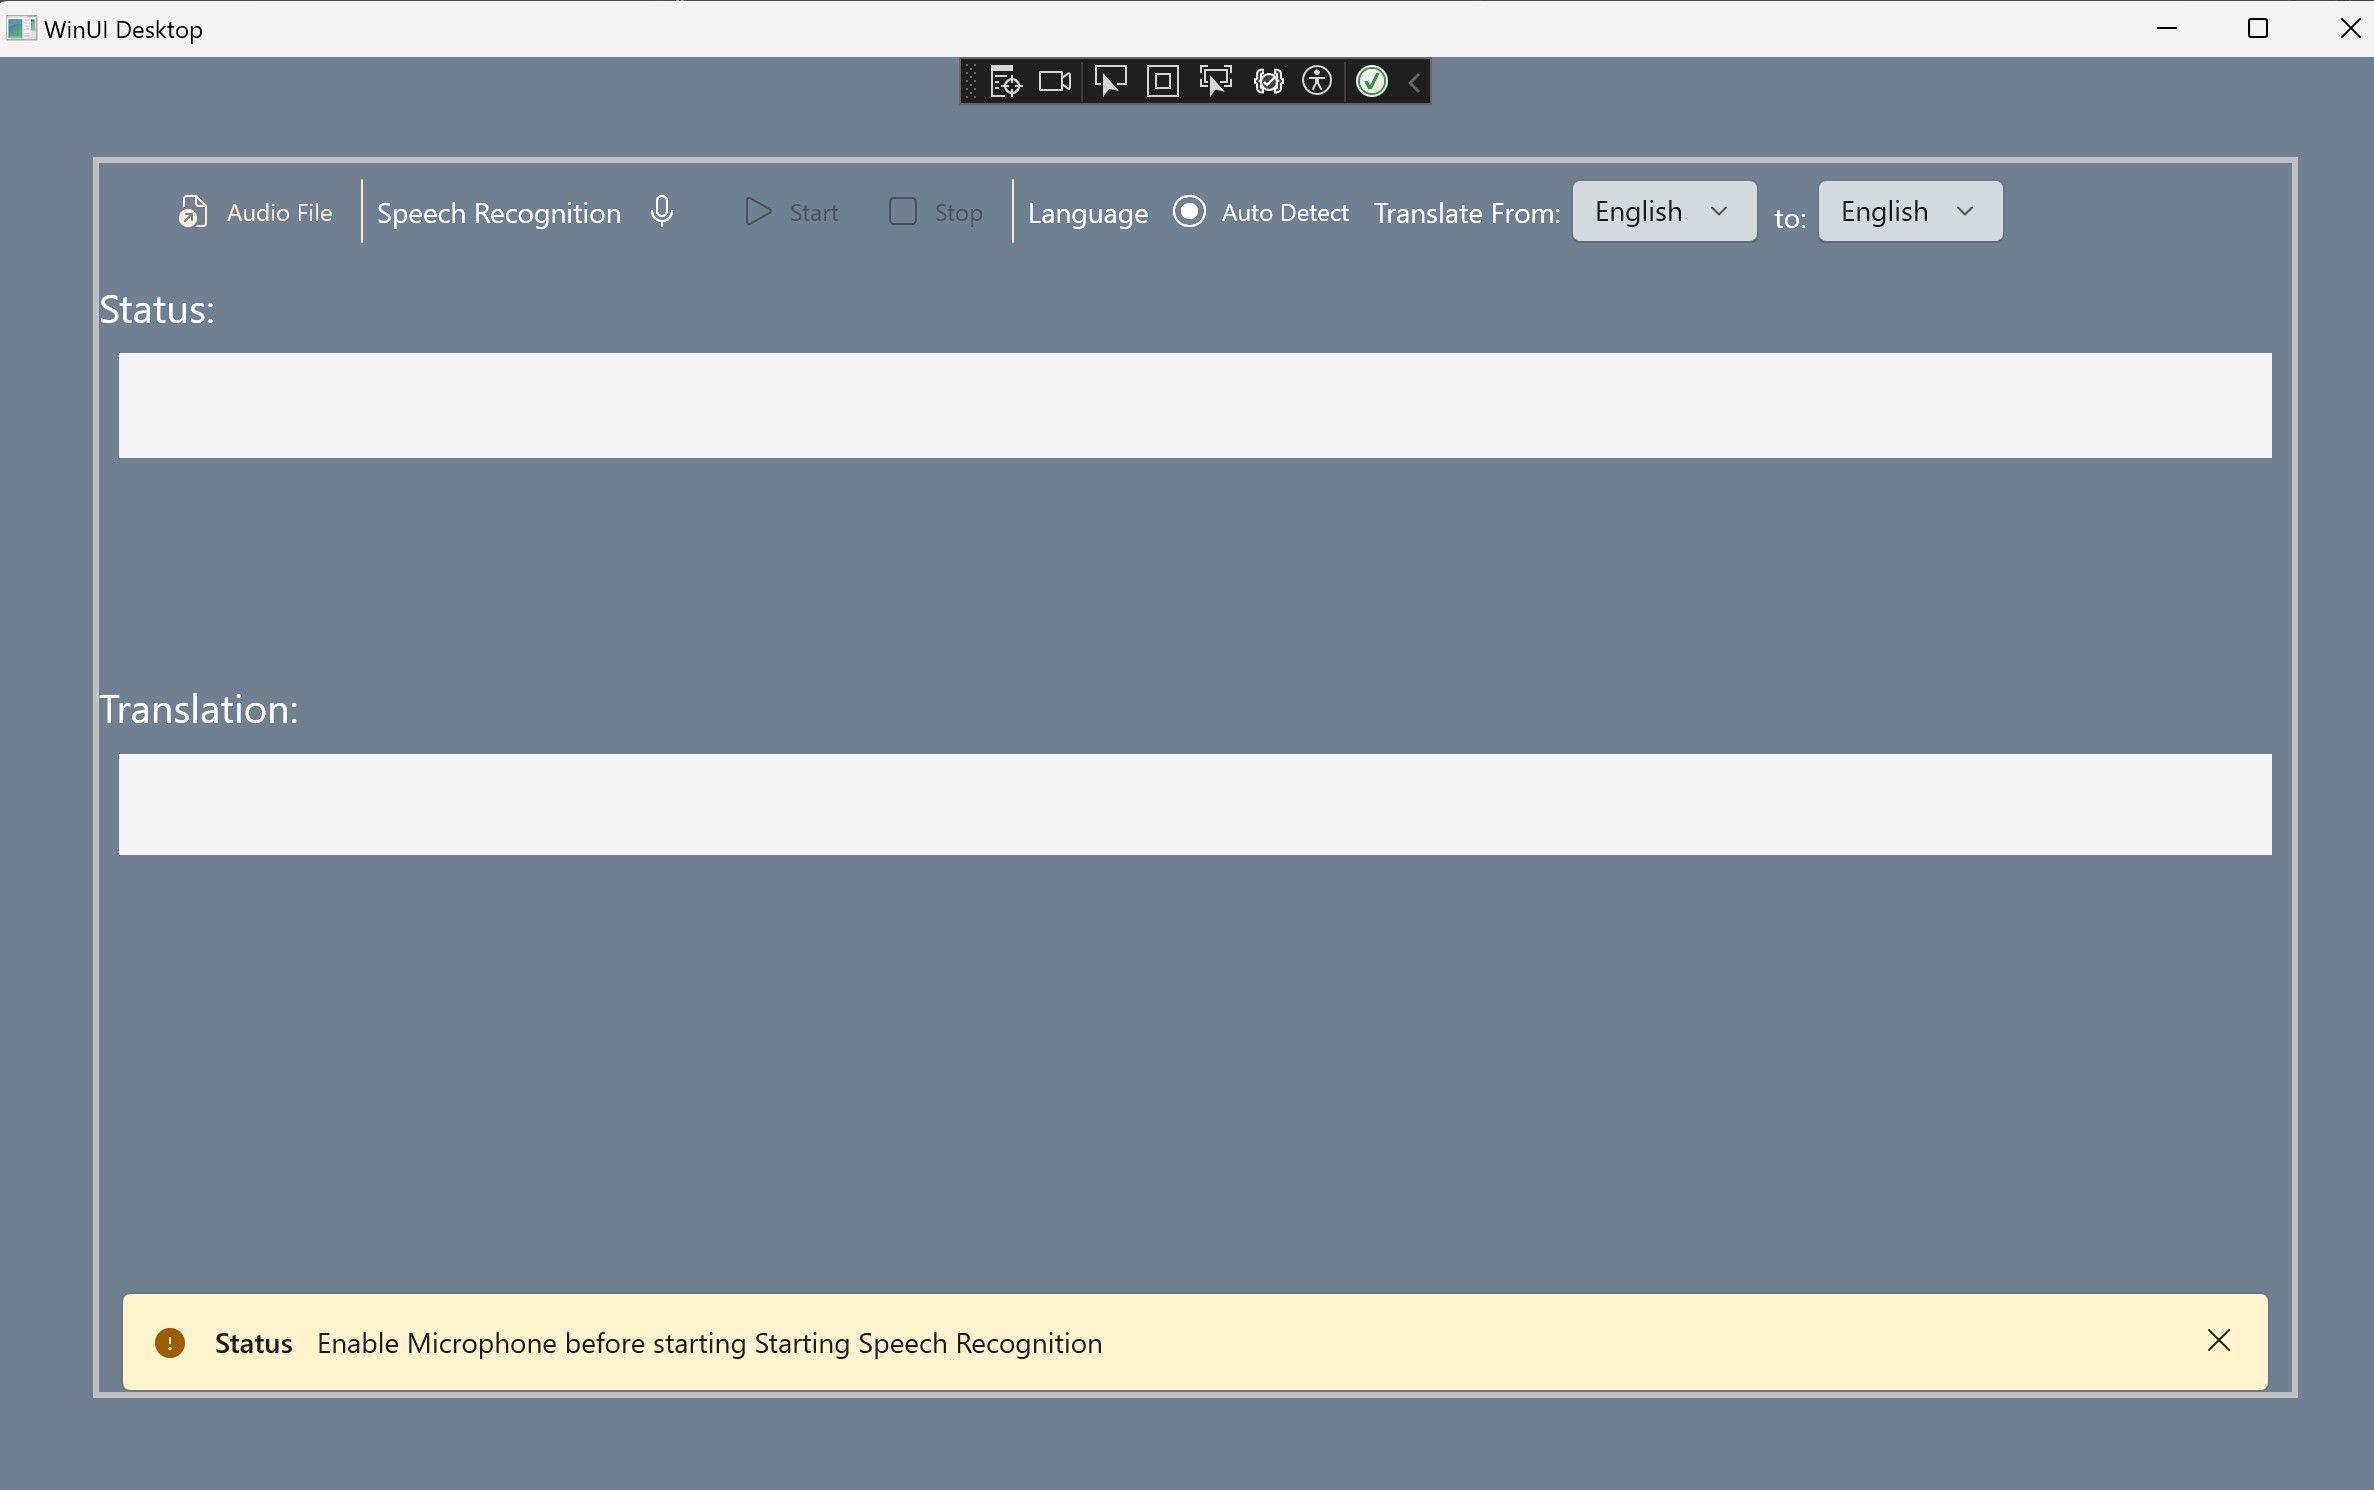 WinUI Desktop
Audio File Speech Recognition Start Stop Language Auto Detect Translate From: English to: English
Status:
Translation:
Status Enable Microphone before starting Starting Speech Recognition